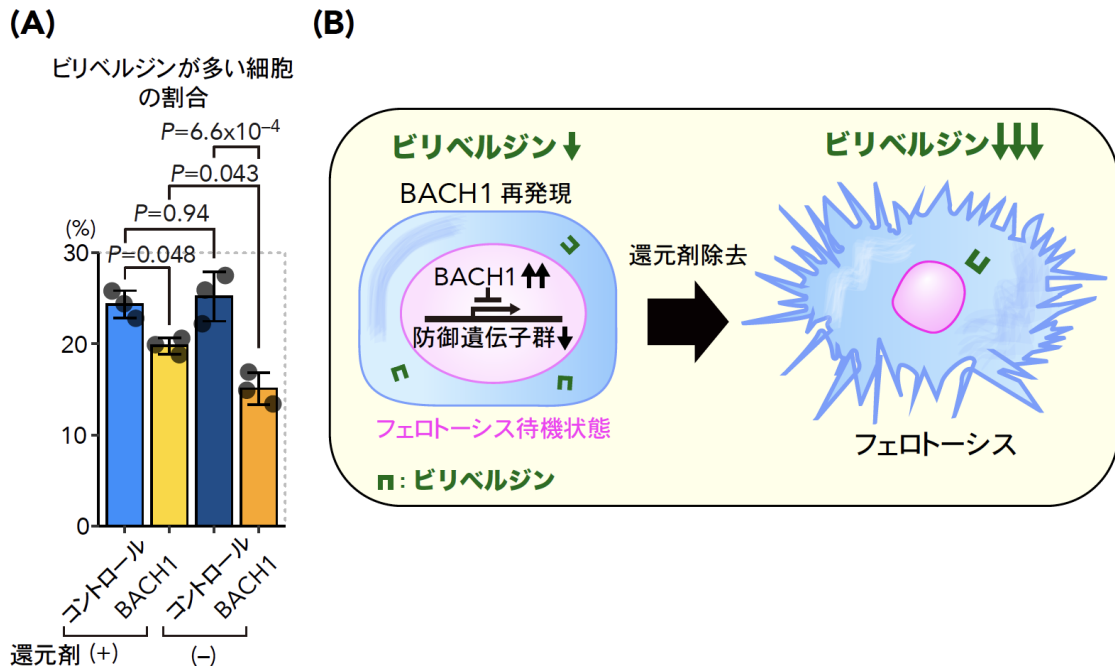 (A)
ビリベルジンが多い細胞
の割合
P=6.6x10⁻⁴
P=0.043
P=0.94
(%)
P=0.048
30
20
10
0
コントロール
BACH1
コントロール
BACH1
還元剤 (+)
(–)
(B)
ビリベルジン↓
BACH1 再発現
BACH1↑↑
防御遺伝子群↓
フェロトーシス待機状態
: ビリベルジン
還元剤除去
ビリベルジン↓↓↓
フェロトーシス